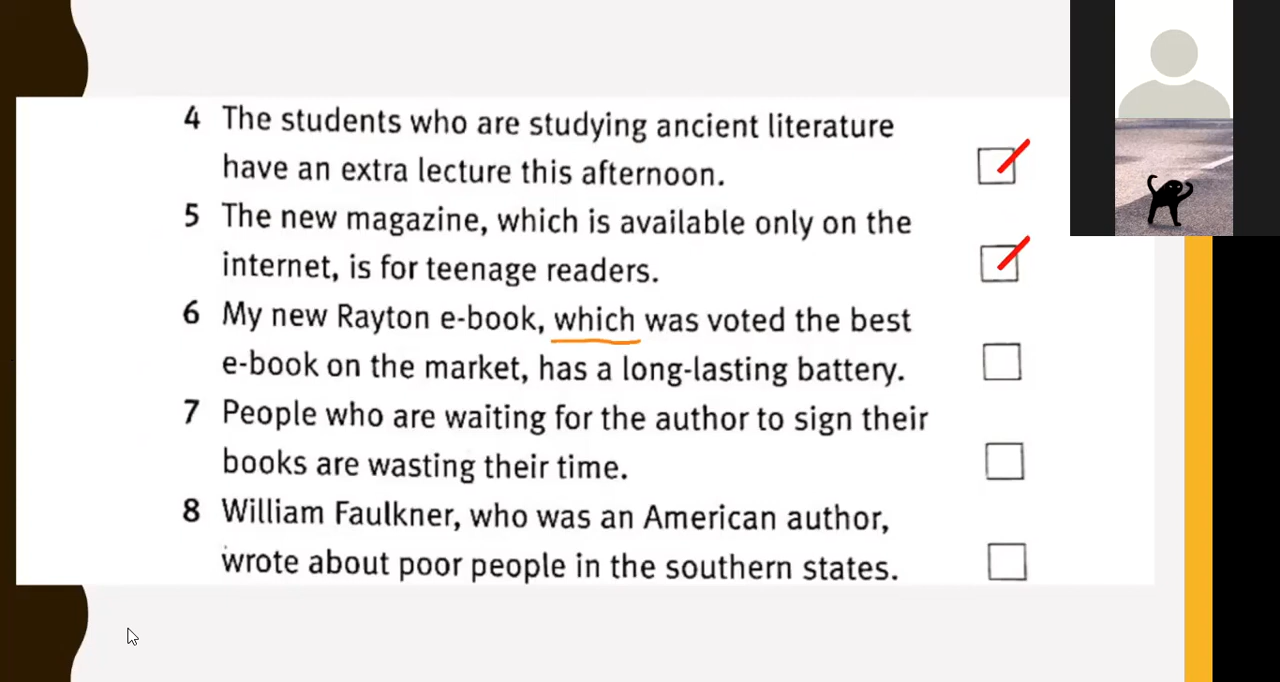 4 The students who are studying ancient literature
have an extra lecture this afternoon.
5 The new magazine, which is available only on the
internet, is for teenage readers.
6 My new Rayton e-book, which was voted the best
e-book on the market, has a long-lasting battery.
7 People who are waiting for the author to sign their
books are wasting their time.
8 William Faulkner, who was an American author,
wrote about poor people in the southern states.